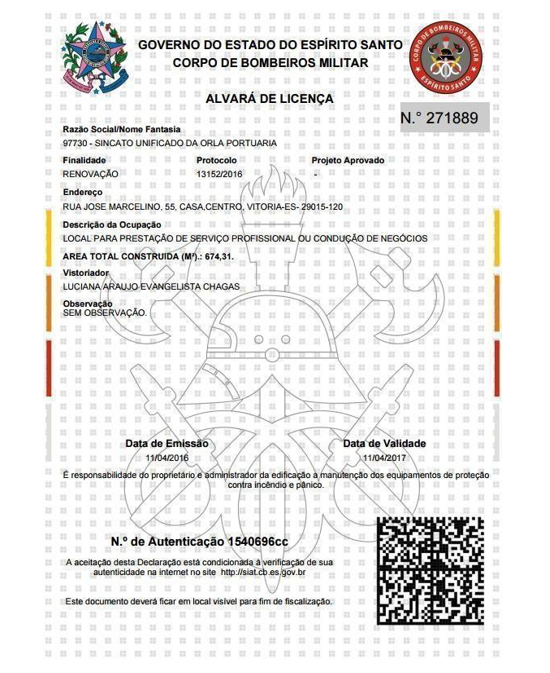 GOVERNO DO ESTADO DO ESPÍRITO SANTO
CORPO DE BOMBEIROS MILITAR
CORPO DE BOMBEIROS MILITAR
ESPÍRITO SANTO
ALVARÁ DE LICENÇA
N.° 271889
Razão Social/Nome Fantasia
97730 - SINCATO UNIFICADO DA ORLA PORTUARIA
Finalidade Protocolo Projeto Aprovado
RENOVAÇÃO 13152/2016 -
Endereço
RUA JOSE MARCELINO, 55, CASA,CENTRO, VITORIA-ES- 29015-120
Descrição da Ocupação
LOCAL PARA PRESTAÇÃO DE SERVIÇO PROFISSIONAL OU CONDUÇÃO DE NEGÓCIOS
AREA TOTAL CONSTRUIDA (M²).: 674,31.
Vistoriador
LUCIANA ARAUJO EVANGELISTA CHAGAS
Observação
SEM OBSERVAÇÃO.
Data de Emissão Data de Validade
11/04/2016 11/04/2017
É responsabilidade do proprietário e administrador da edificação a manutenção dos equipamentos de proteção
contra incêndio e pânico.
N.º de Autenticação 1540696cc
A aceitação desta Declaração está condicionada à verificação de sua
autenticidade na internet no site http://siat.cb.es.gov.br
Este documento deverá ficar em local visível para fim de fiscalização.